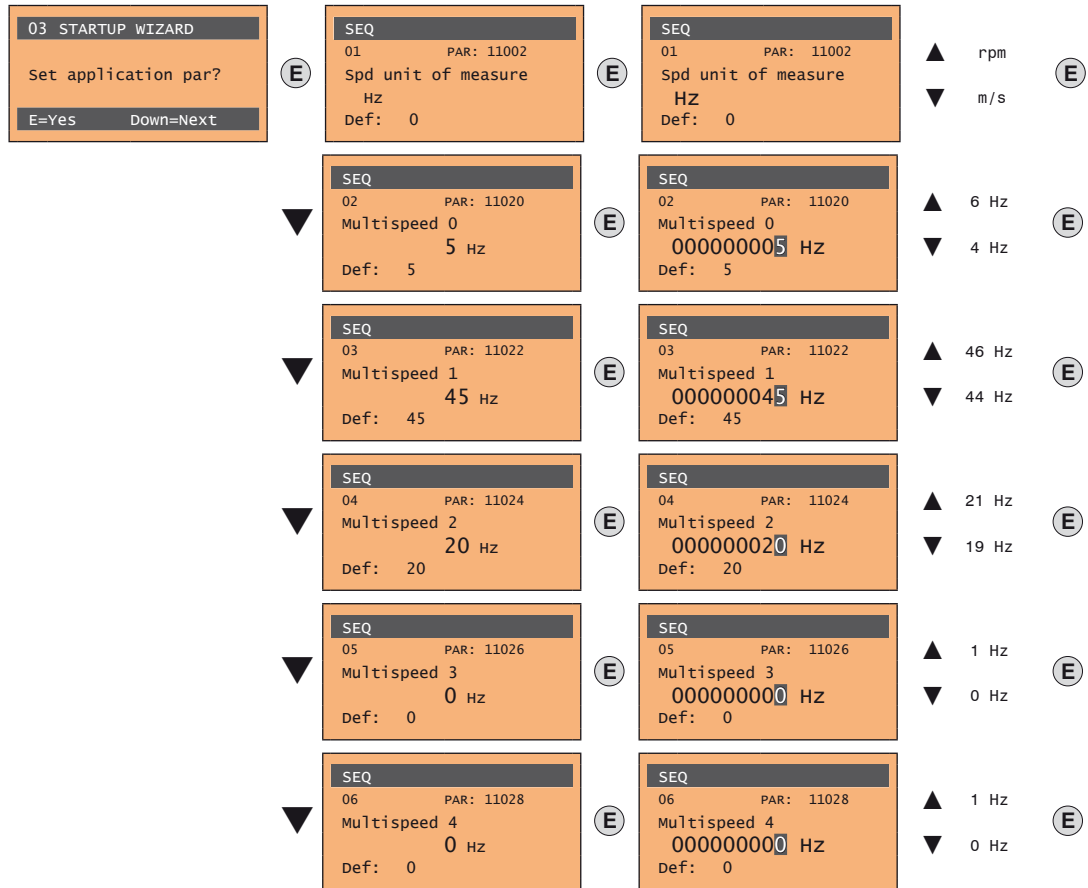 03 STARTUP WIZARD
Set application par?
E=Yes Down=Next
E
SEQ
01 PAR: 11002
Spd unit of measure
Hz
Def: 0
E
SEQ
01 PAR: 11002
Spd unit of measure
Hz
Def: 0
▲ rpm
▼ m/s
E
▼
SEQ
02 PAR: 11020
Multispeed 0
5 Hz
Def: 5
E
SEQ
02 PAR: 11020
Multispeed 0
000000005 Hz
Def: 5
▲ 6 Hz
▼ 4 Hz
E
▼
SEQ
03 PAR: 11022
Multispeed 1
45 Hz
Def: 45
E
SEQ
03 PAR: 11022
Multispeed 1
000000045 Hz
Def: 45
▲ 46 Hz
▼ 44 Hz
E
▼
SEQ
04 PAR: 11024
Multispeed 2
20 Hz
Def: 20
E
SEQ
04 PAR: 11024
Multispeed 2
000000020 Hz
Def: 20
▲ 21 Hz
▼ 19 Hz
E
▼
SEQ
05 PAR: 11026
Multispeed 3
0 Hz
Def: 0
E
SEQ
05 PAR: 11026
Multispeed 3
000000000 Hz
Def: 0
▲ 1 Hz
▼ 0 Hz
E
▼
SEQ
06 PAR: 11028
Multispeed 4
0 Hz
Def: 0
E
SEQ
06 PAR: 11028
Multispeed 4
000000000 Hz
Def: 0
▲ 1 Hz
▼ 0 Hz
E